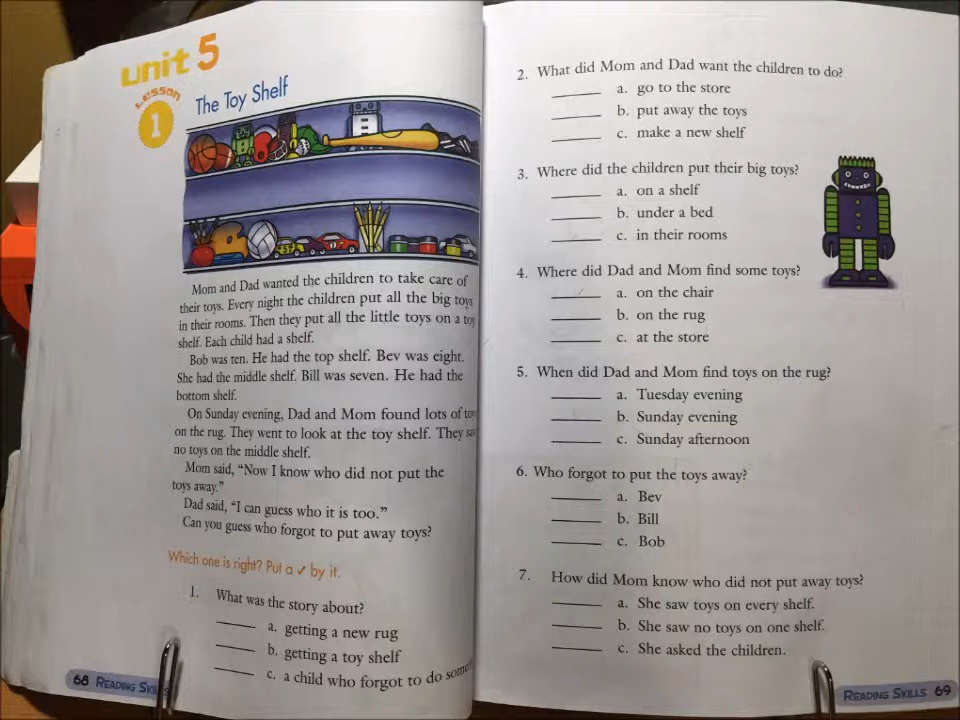 unit 5
Lesson
1
The Toy Shelf
Mom and Dad wanted the children to take care of
their toys. Every night the children put all the big toys
in their rooms. Then they put all the little toys on a toy
shelf. Each child had a shelf.
Bob was ten. He had the top shelf. Bev was eight.
She had the middle shelf. Bill was seven. He had the
bottom shelf.
On Sunday evening, Dad and Mom found lots of
on the rug. They went to look at the toy shelf. They
no toys on the middle shelf.
Mom said, “Now I know who did not put the
toys away.”
Dad said, “I can guess who it is too.”
Can you guess who forgot to put away toys?
Which one is right? Put a ✓ by it.
1. What was the story about?
a. getting a new rug
b. getting a toy shelf
c. a child who forgot to do
68 READING
2. What did Mom and Dad want the children to do?
a. go to the store
b. put away the toys
c. make a new shelf
3. Where did the children put their big toys?
a. on a shelf
b. under a bed
c. in their rooms
4. Where did Dad and Mom find some toys?
a. on the chair
b. on the rug
c. at the store
5. When did Dad and Mom find toys on the rug?
a. Tuesday evening
b. Sunday evening
c. Sunday afternoon
6. Who forgot to put the toys away?
a. Bev
b. Bill
c. Bob
7. How did Mom know who did not put away toys?
a. She saw toys on every shelf.
b. She saw no toys on one shelf.
c. She asked the children.
READING SKILLS 69